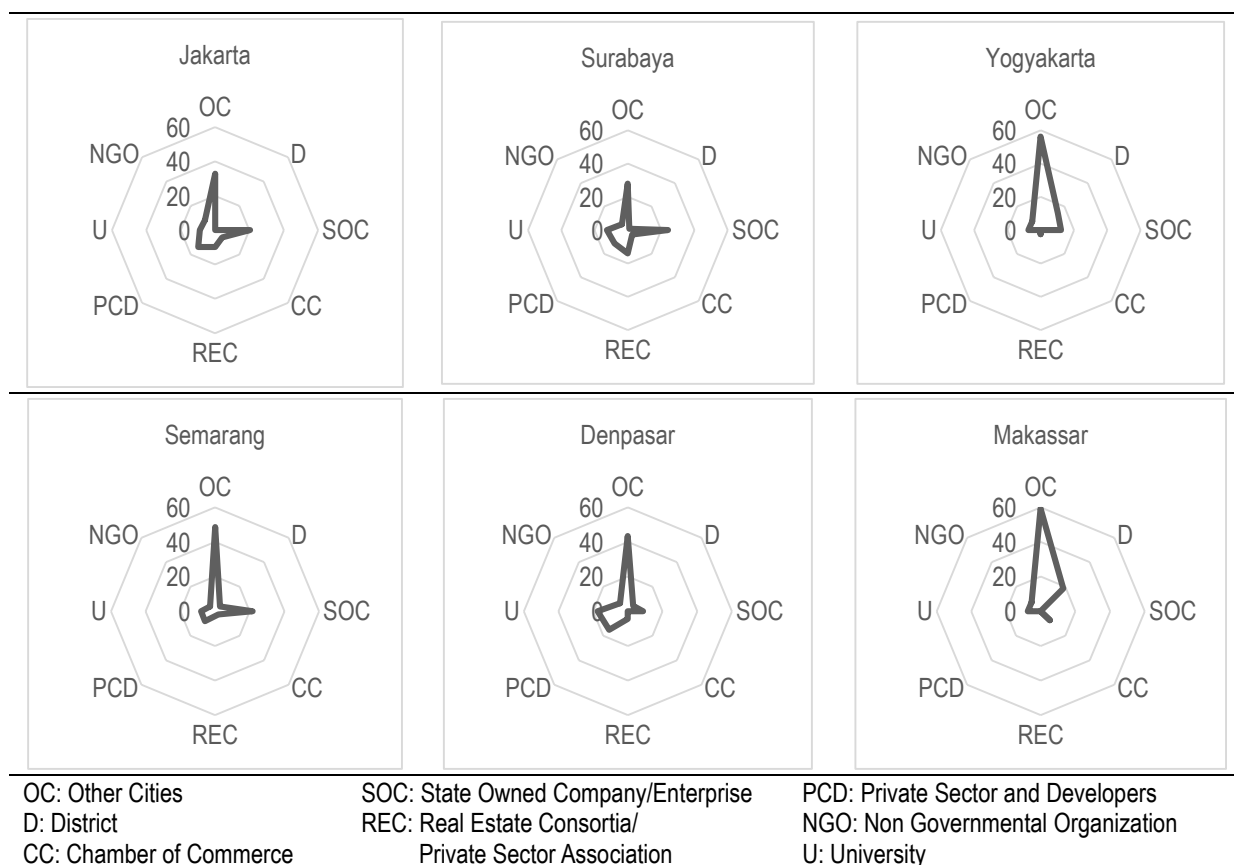 Jakarta
OC
60
NGO
D
40
20
U
0
SOC
PCD
CC
REC
Surabaya
OC
60
NGO
D
40
20
U
0
SOC
PCD
CC
REC
Yogyakarta
OC
60
NGO
D
40
20
U
0
SOC
PCD
CC
REC
Semarang
OC
60
NGO
D
40
20
U
0
SOC
PCD
CC
REC
Denpasar
OC
60
NGO
D
40
20
U
0
SOC
PCD
CC
REC
Makassar
OC
60
NGO
D
40
20
U
0
SOC
PCD
CC
REC
OC: Other Cities
D: District
CC: Chamber of Commerce
SOC: State Owned Company/Enterprise
REC: Real Estate Consortia/
Private Sector Association
PCD: Private Sector and Developers
NGO: Non Governmental Organization
U: University